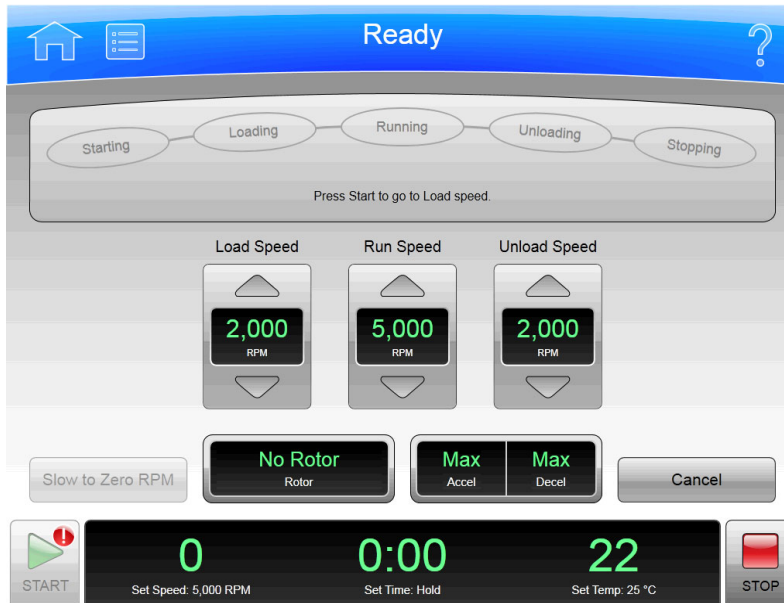 Ready
Starting
Loading
Running
Unloading
Stopping
Press Start to go to Load speed.
Load Speed
Run Speed
Unload Speed
2,000
RPM
5,000
RPM
2,000
RPM
Slow to Zero RPM
No Rotor
Rotor
Max
Accel
Max
Decel
Cancel
START
0
Set Speed: 5,000 RPM
0:00
Set Time: Hold
22
Set Temp: 25 °C
STOP